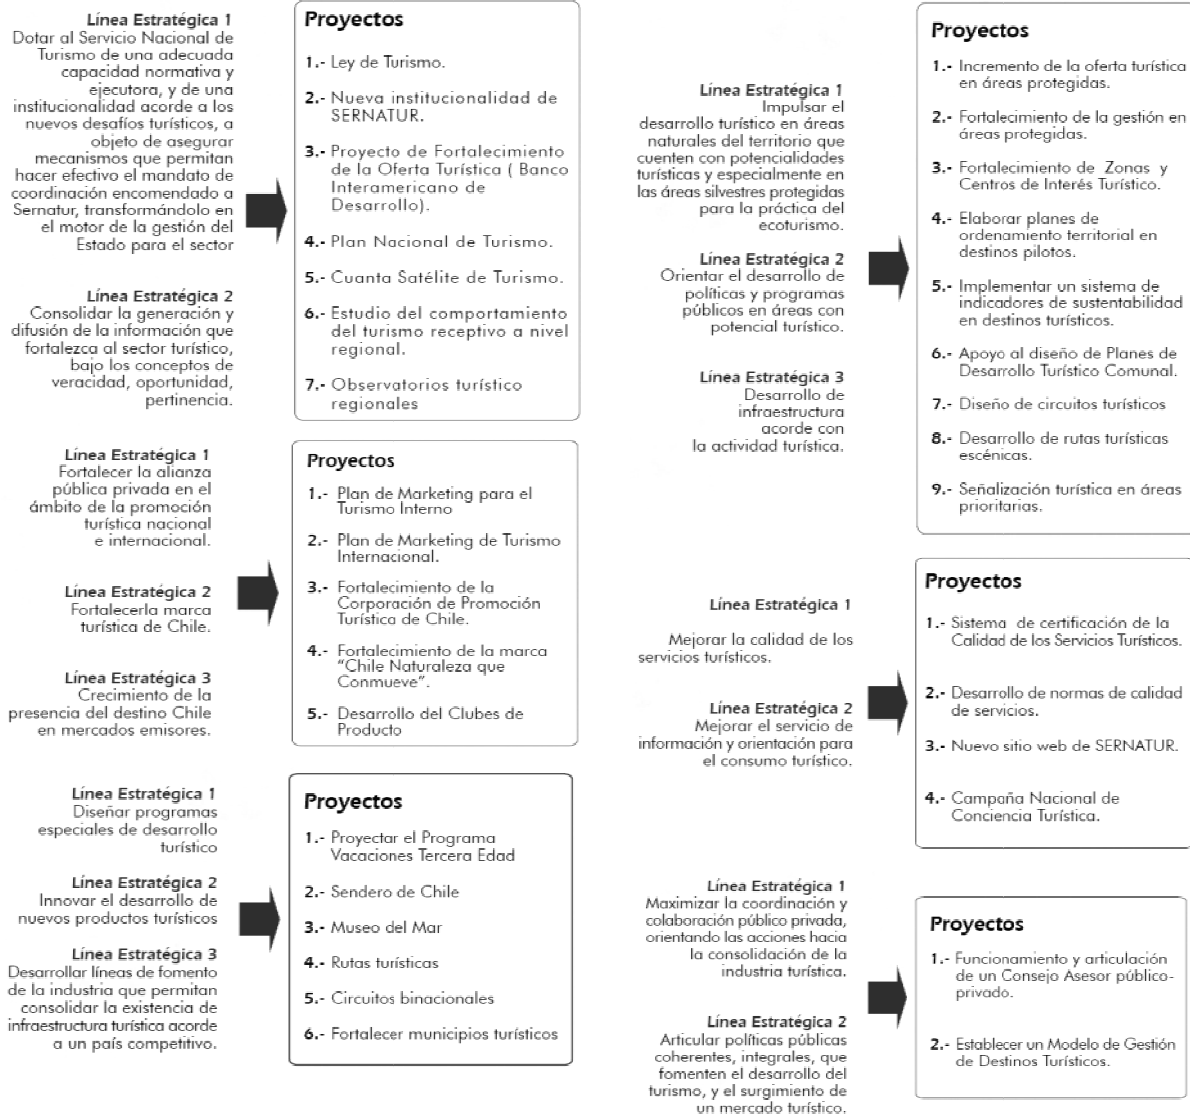 Línea Estratégica 1
Dotar al Servicio Nacional de
Turismo de una adecuada
capacidad normativa y
ejecutora, y de una
institucionalidad acorde a los
nuevos desafíos turísticos, a
objeto de asegurar
mecanismos que permitan
hacer efectivo el mandato de
coordinación encomendado a
Sernatur, transformándolo en
el motor de la gestión del
Estado para el sector
Línea Estratégica 2
Consolidar la generación y
difusión de la información que
fortalezca al sector turístico,
bajo los conceptos de
veracidad, oportunidad,
pertinencia.
Proyectos
1.- Ley de Turismo.
2.- Nueva institucionalidad de
SERNATUR.
3.- Proyecto de Fortalecimiento
de la Oferta Turística ( Banco
Interamericano de
Desarrollo).
4.- Plan Nacional de Turismo.
5.- Cuanta Satélite de Turismo.
6.- Estudio del comportamiento
del turismo receptivo a nivel
regional.
7.- Observatorios turístico
regionales
Línea Estratégica 1
Fortalecer la alianza
pública privada en el
ámbito de la promoción
turística nacional
e internacional.
Línea Estratégica 2
Fortalecerla marca
turística de Chile.
Línea Estratégica 3
Crecimiento de la
presencia del destino Chile
en mercados emisores.
Proyectos
1.- Plan de Marketing para el
Turismo Interno
2.- Plan de Marketing de Turismo
Internacional.
3.- Fortalecimiento de la
Corporación de Promoción
Turística de Chile.
4.- Fortalecimiento de la marca
“Chile Naturaleza que
Conmueve”.
5.- Desarrollo del Clubes de
Producto
Línea Estratégica 1
Diseñar programas
especiales de desarrollo
turístico
Línea Estratégica 2
Innovar el desarrollo de
nuevos productos turísticos
Línea Estratégica 3
Desarrollar líneas de fomento
de la industria que permitan
consolidar la existencia de
infraestructura turística acorde
a un país competitivo.
Proyectos
1.- Proyectar el Programa
Vacaciones Tercera Edad
2.- Sendero de Chile
3.- Museo del Mar
4.- Rutas turísticas
5.- Circuitos binacionales
6.- Fortalecer municipios turísticos
Línea Estratégica 1
Impulsar el
desarrollo turístico en áreas
naturales del territorio que
cuenten con potencialidades
turísticas y especialmente en
las áreas silvestres protegidas
para la práctica del
ecoturismo.
Línea Estratégica 2
Orientar el desarrollo de
políticas y programas
públicos en áreas con
potencial turístico.
Línea Estratégica 3
Desarrollo de
infraestructura
acorde con
la actividad turística.
Proyectos
1.- Incremento de la oferta turística
en áreas protegidas.
2.- Fortalecimiento de la gestión en
áreas protegidas.
3.- Fortalecimiento de Zonas y
Centros de Interés Turístico.
4.- Elaborar planes de
ordenamiento territorial en
destinos pilotos.
5.- Implementar un sistema de
indicadores de sustentabilidad
en destinos turísticos.
6.- Apoyo al diseño de Planes de
Desarrollo Turístico Comunal.
7.- Diseño de circuitos turísticos
8.- Desarrollo de rutas turísticas
escénicas.
9.- Señalización turística en áreas
prioritarias.
Línea Estratégica 1
Mejorar la calidad de los
servicios turísticos.
Línea Estratégica 2
Mejorar el servicio de
información y orientación para
el consumo turístico.
Proyectos
1.- Sistema de certificación de la
Calidad de los Servicios Turísticos.
2.- Desarrollo de normas de calidad
de servicios.
3.- Nuevo sitio web de SERNATUR.
4.- Campaña Nacional de
Conciencia Turística.
Línea Estratégica 1
Maximizar la coordinación y
colaboración público privada,
orientando las acciones hacia
la consolidación de la
industria turística.
Línea Estratégica 2
Articular políticas públicas
coherentes, integrales, que
fomenten el desarrollo del
turismo, y el surgimiento de
un mercado turístico.
Proyectos
1.- Funcionamiento y articulación
de un Consejo Asesor público-
privado.
2.- Establecer un Modelo de Gestión
de Destinos Turísticos.